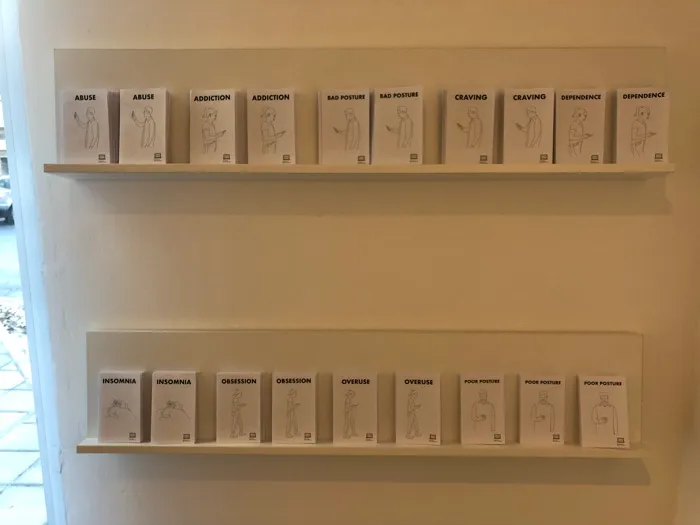 ABUSE
ABUSE
ADDICTION
ADDICTION
BAD POSTURE
BAD POSTURE
CRAVING
CRAVING
DEPENDENCE
DEPENDENCE
INSOMNIA
INSOMNIA
OBSESSION
OBSESSION
OVERUSE
OVERUSE
POOR POSTURE
POOR POSTURE
POOR POSTURE